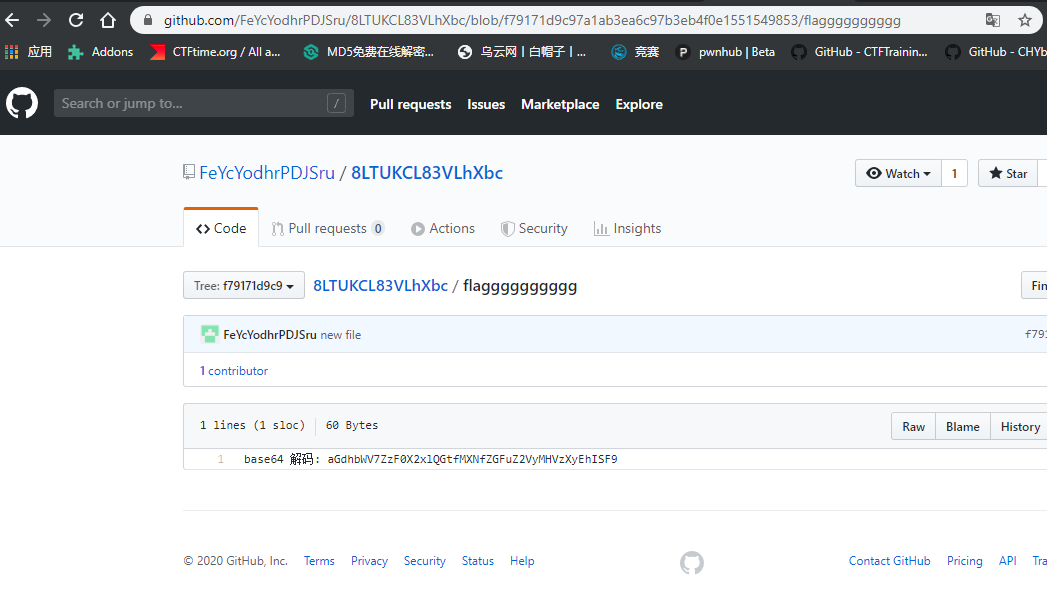 github.com/FeYcYodhrPDJSru/8LTUKCL83VLhXbc/blob/f79171d9c97a1ab3ea6c97b3eb4f0e1551549853/flagggggggggg
应用 Addons CTFtime.org / All a... MD5免费在线解密... 乌云网丨白帽子丨... 竞赛 pwnhub | Beta GitHub - CTFTrainin... GitHub - CHYb
Search or jump to... / Pull requests Issues Marketplace Explore
FeYcYodhrPDJSru / 8LTUKCL83VLhXbc Watch 1 Star
Code Pull requests 0 Actions Security Insights
Tree: f79171d9c9 8LTUKCL83VLhXbc / flagggggggggg Fin
FeYcYodhrPDJSru new file f791
1 contributor
1 lines (1 sloc) 60 Bytes Raw Blame History
1 base64 解码: aGdhbWV7ZzF0X2xlQGtfMXNfZGFuZ2VyMHVzXyEhISF9
© 2020 GitHub, Inc. Terms Privacy Security Status Help Contact GitHub Pricing API Tra